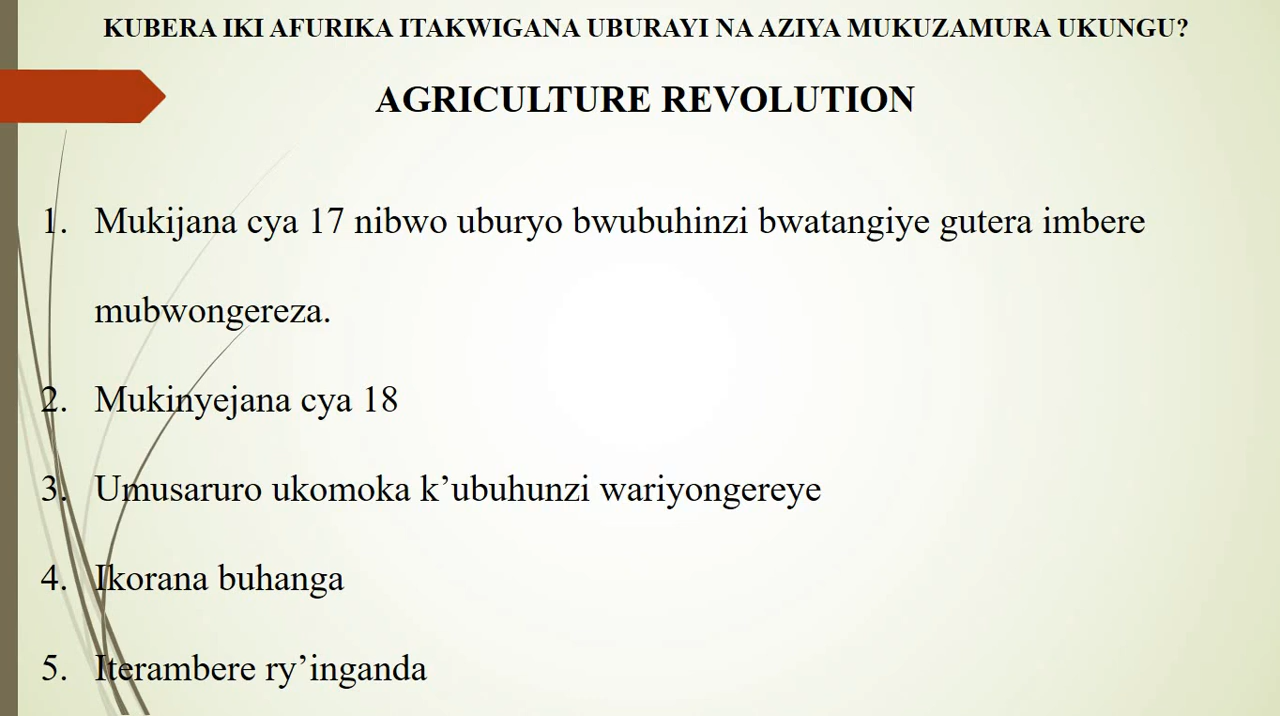 KUBERA IKI AFURIKA ITAKWIGANA UBURAYI NA AZIYA MUKUZAMURA UKUNGU?
AGRICULTURE REVOLUTION
1. Mukijana cya 17 nibwo uburyo bwubuhinzi bwatangiye gutera imbere
mubwongereza.
2. Mukinyejana cya 18
3. Umusaruro ukomoka k’ubuhunzi wariyongereye
4. Ikorana buhanga
5. Iterambere ry’inganda